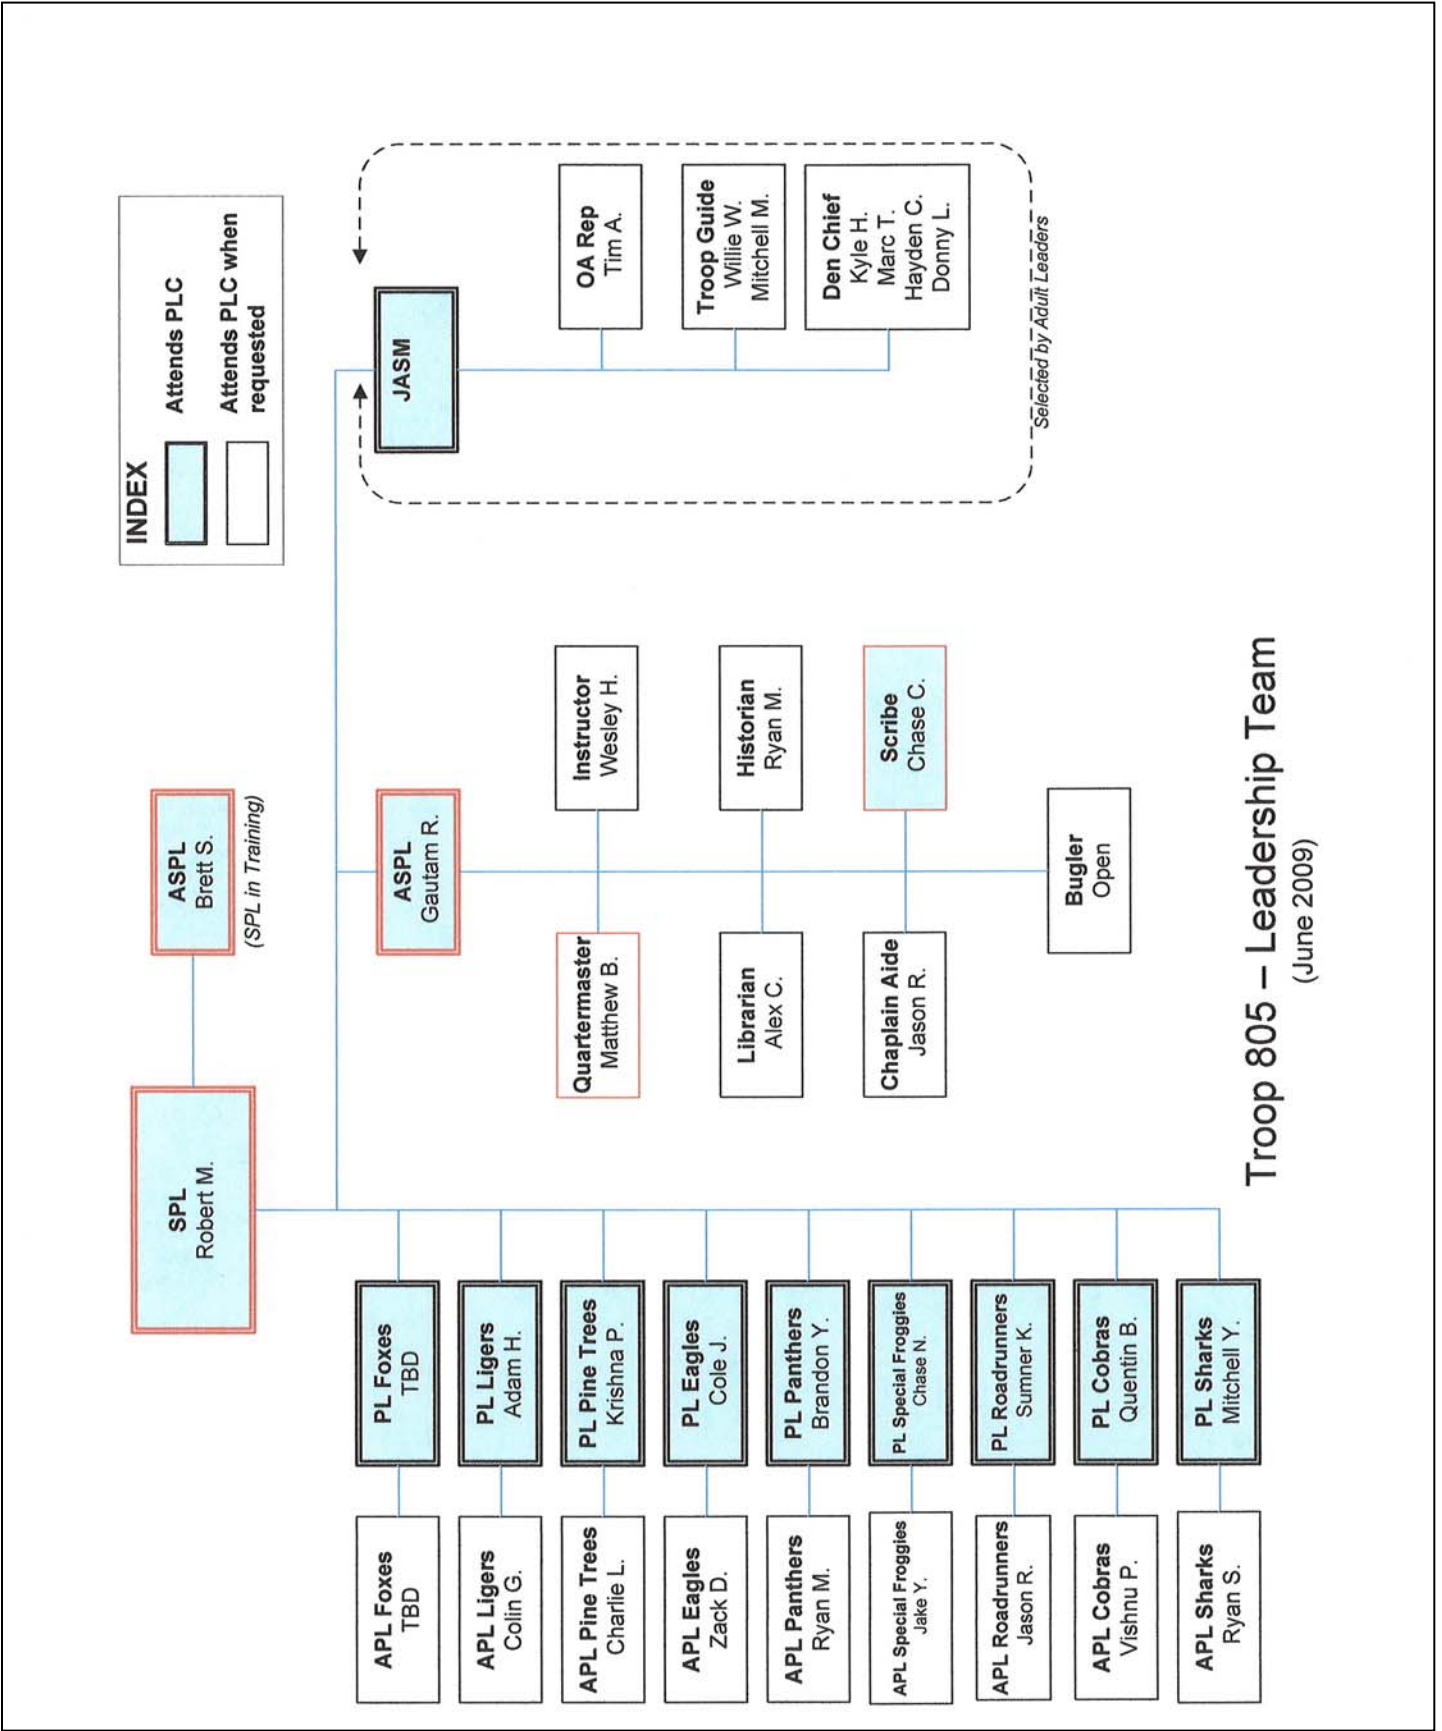 INDEX
Attends PLC
Attends PLC when
requested
SPL
Robert M.
ASPL
Brett S.
(SPL in Training)
ASPL
Gautam R.
JASM
APL Foxes
TBD
PL Foxes
TBD
APL Ligers
Colin G.
PL Ligers
Adam H.
APL Pine Trees
Charlie L.
PL Pine Trees
Krishna P.
APL Eagles
Zack D.
PL Eagles
Cole J.
APL Panthers
Ryan M.
PL Panthers
Brandon Y.
APL Special Froggies
Jake Y.
PL Special Froggies
Chase N.
APL Roadrunners
Jason R.
PL Roadrunners
Sumner K.
APL Cobras
Vishnu P.
PL Cobras
Quentin B.
APL Sharks
Ryan S.
PL Sharks
Mitchell Y.
Quartermaster
Matthew B.
Instructor
Wesley H.
Librarian
Alex C.
Historian
Ryan M.
Chaplain Aide
Jason R.
Scribe
Chase C.
Bugler
Open
OA Rep
Tim A.
Troop Guide
Willie W.
Mitchell M.
Den Chief
Kyle H.
Marc T.
Hayden C.
Donny L.
Selected by Adult Leaders
Troop 805 – Leadership Team
(June 2009)